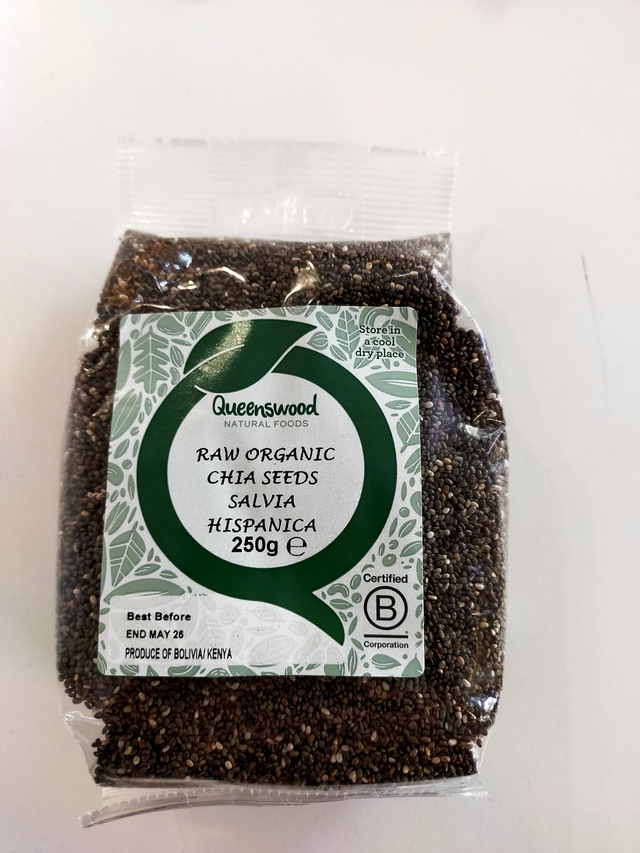 Store in
a cool
dry place
Queenswood
NATURAL FOODS
RAW ORGANIC
CHIA SEEDS
SALVIA
HISPANICA
250g ℮
Certified
B
Corporation
Best Before
END MAY 26
PRODUCE OF BOLIVIA/ KENYA